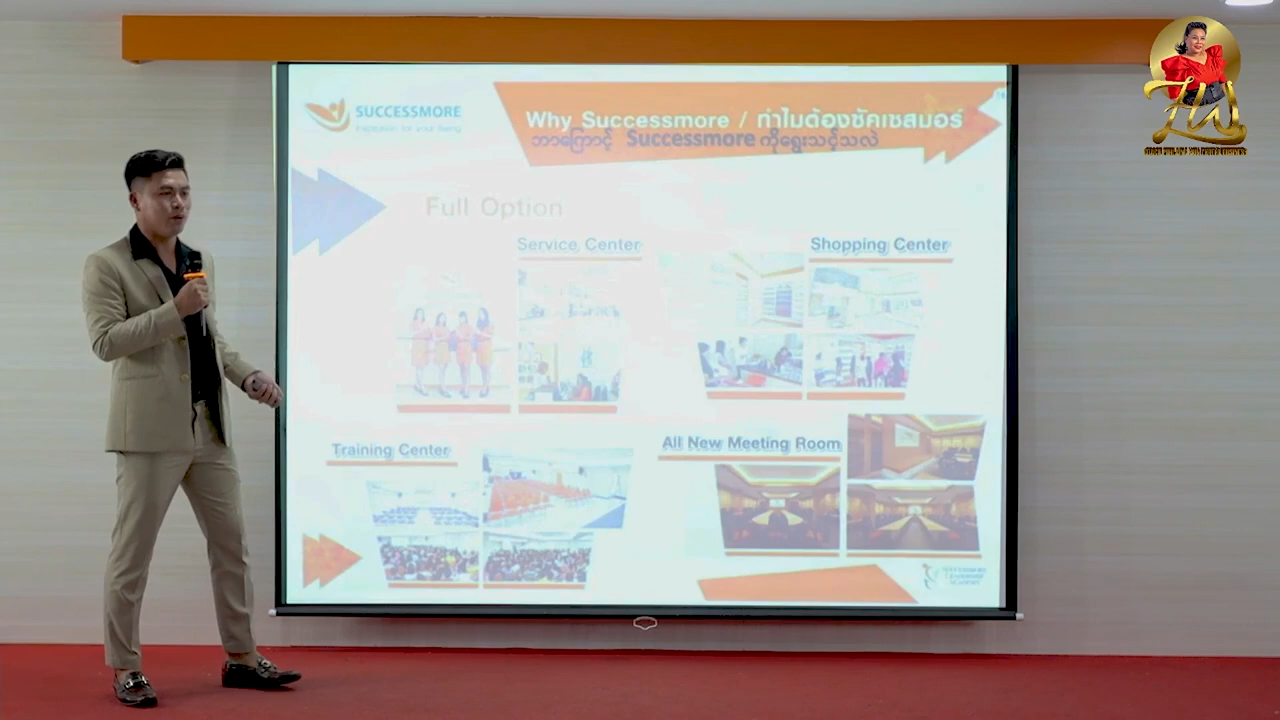 SUCCESSMORE
Inspiration for your living
Why Successmore / ทำไมต้องซัคเซสมอร์
ဘာကြောင့် Successmore ကိုရွေးသင့်သလဲ
Full Option
Service Center
Shopping Center
Training Center
All New Meeting Room
SUCCESSMORE
ACADEMY